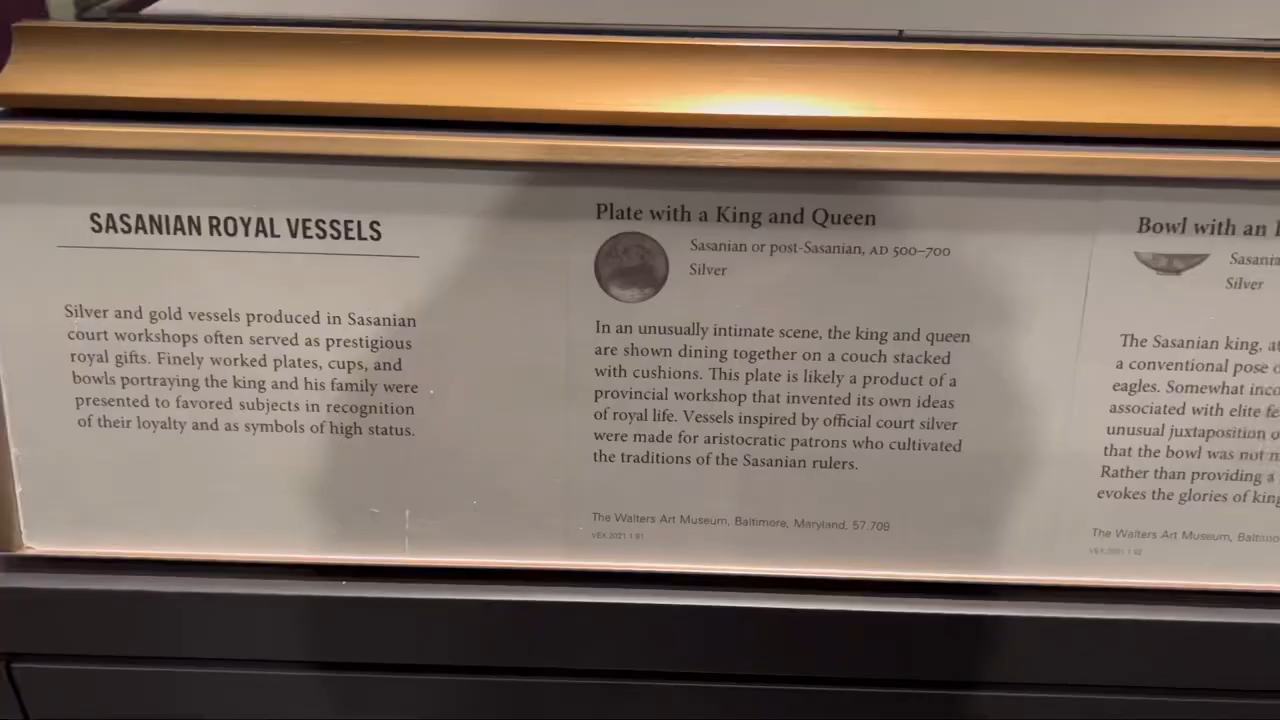 SASANIAN ROYAL VESSELS
Silver and gold vessels produced in Sasanian
court workshops often served as prestigious
royal gifts. Finely worked plates, cups, and
bowls portraying the king and his family were
presented to favored subjects in recognition
of their loyalty and as symbols of high status.
Plate with a King and Queen
Sasanian or post-Sasanian, AD 500–700
Silver
In an unusually intimate scene, the king and queen
are shown dining together on a couch stacked
with cushions. This plate is likely a product of a
provincial workshop that invented its own ideas
of royal life. Vessels inspired by official court silver
were made for aristocratic patrons who cultivated
the traditions of the Sasanian rulers.
The Walters Art Museum, Baltimore, Maryland, 57.709
VEX.2021.1.91
Bowl with an
Silver
The Sasanian king,
a conventional pose
eagles. Somewhat
associated with elite
unusual juxtaposition
that the bowl was not
Rather than providing a
evokes the glories of
The Walters Art Museum,
VEX.2021.1.92